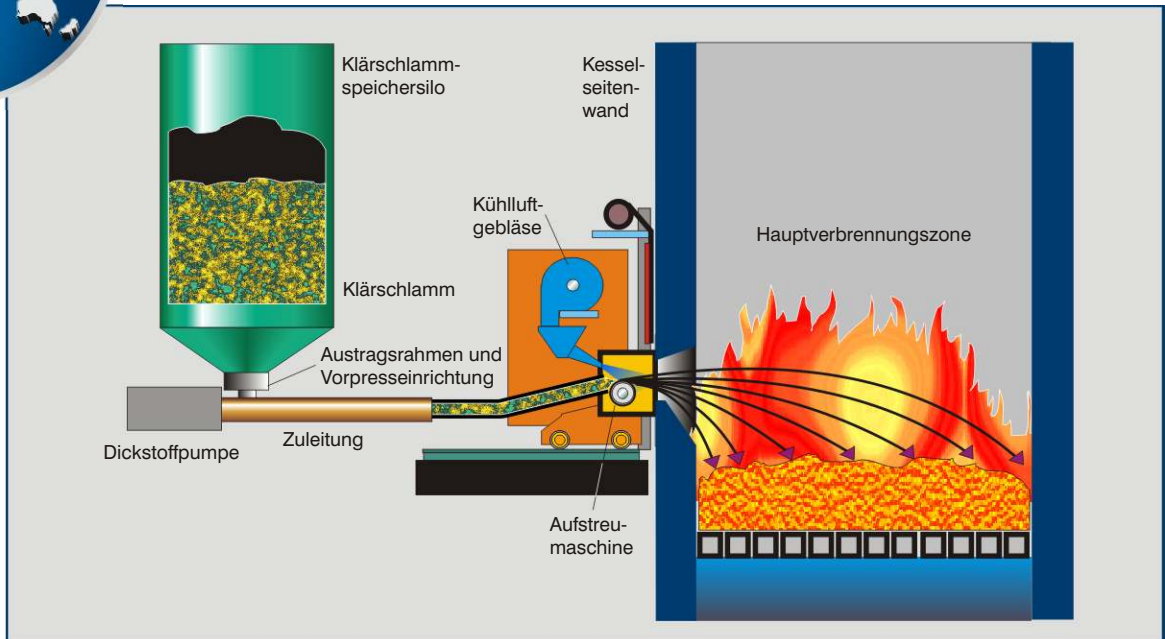 Klärschlamm-
speichersilo
Kessel-
seiten-
wand
Kühlluft-
gebläse
Hauptverbrennungszone
Klärschlamm
Austragsrahmen und
Vorpresseinrichtung
Zuleitung
Dickstoffpumpe
Aufstreu-
maschine